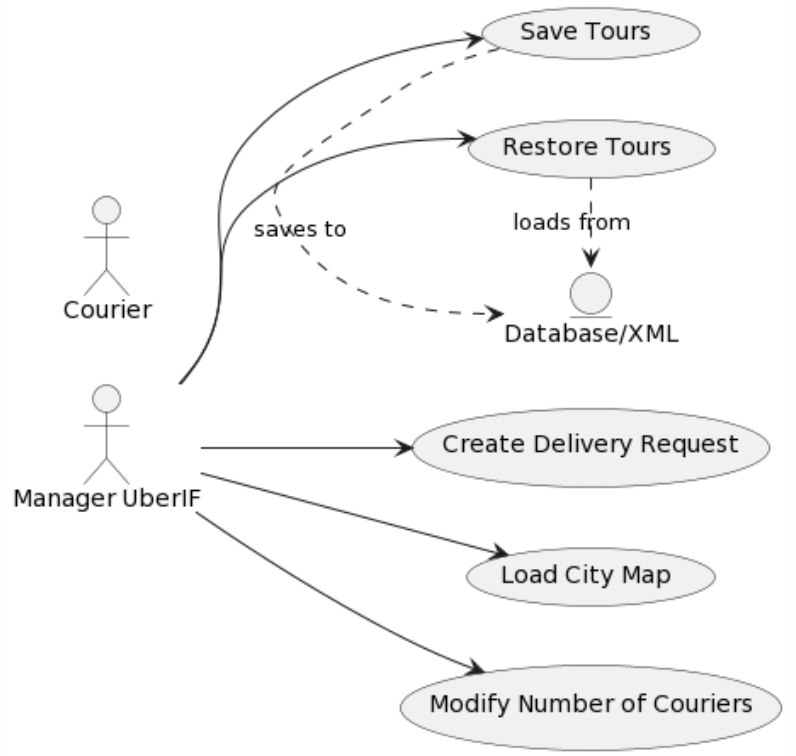 Save Tours
Restore Tours
saves to
loads from
Courier
Database/XML
Manager UberIF
Create Delivery Request
Load City Map
Modify Number of Couriers